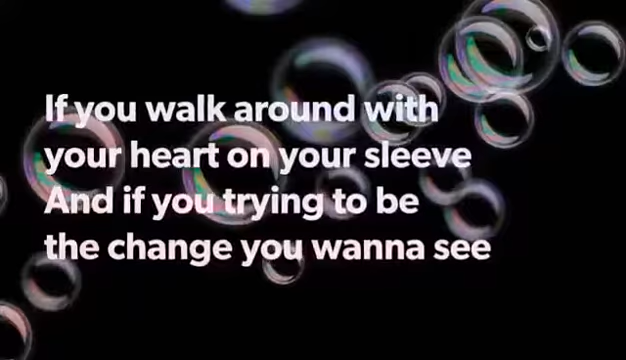 If you walk around with
your heart on your sleeve
And if you trying to be
the change you wanna see